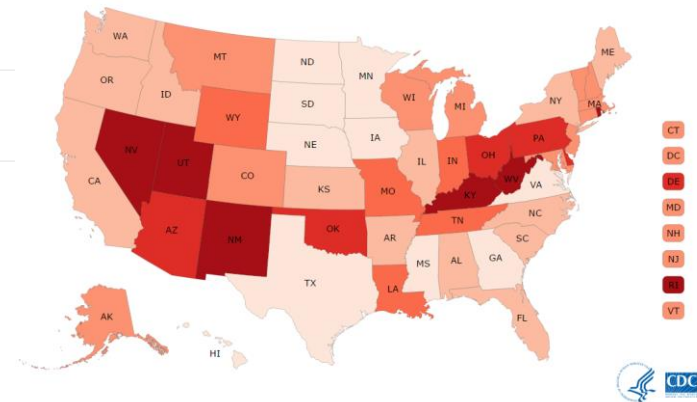 WA
MT
ND
MN
ME
OR
ID
SD
WI
MI
NY
MA
WY
NE
IA
PA
NV
UT
CO
KS
IL
IN
OH
CA
MO
KY
WV
VA
AZ
NM
OK
AR
TN
NC
SC
TX
LA
MS
AL
GA
AK
HI
FL
CT
DC
DE
MD
NH
NJ
RI
VT
CDC